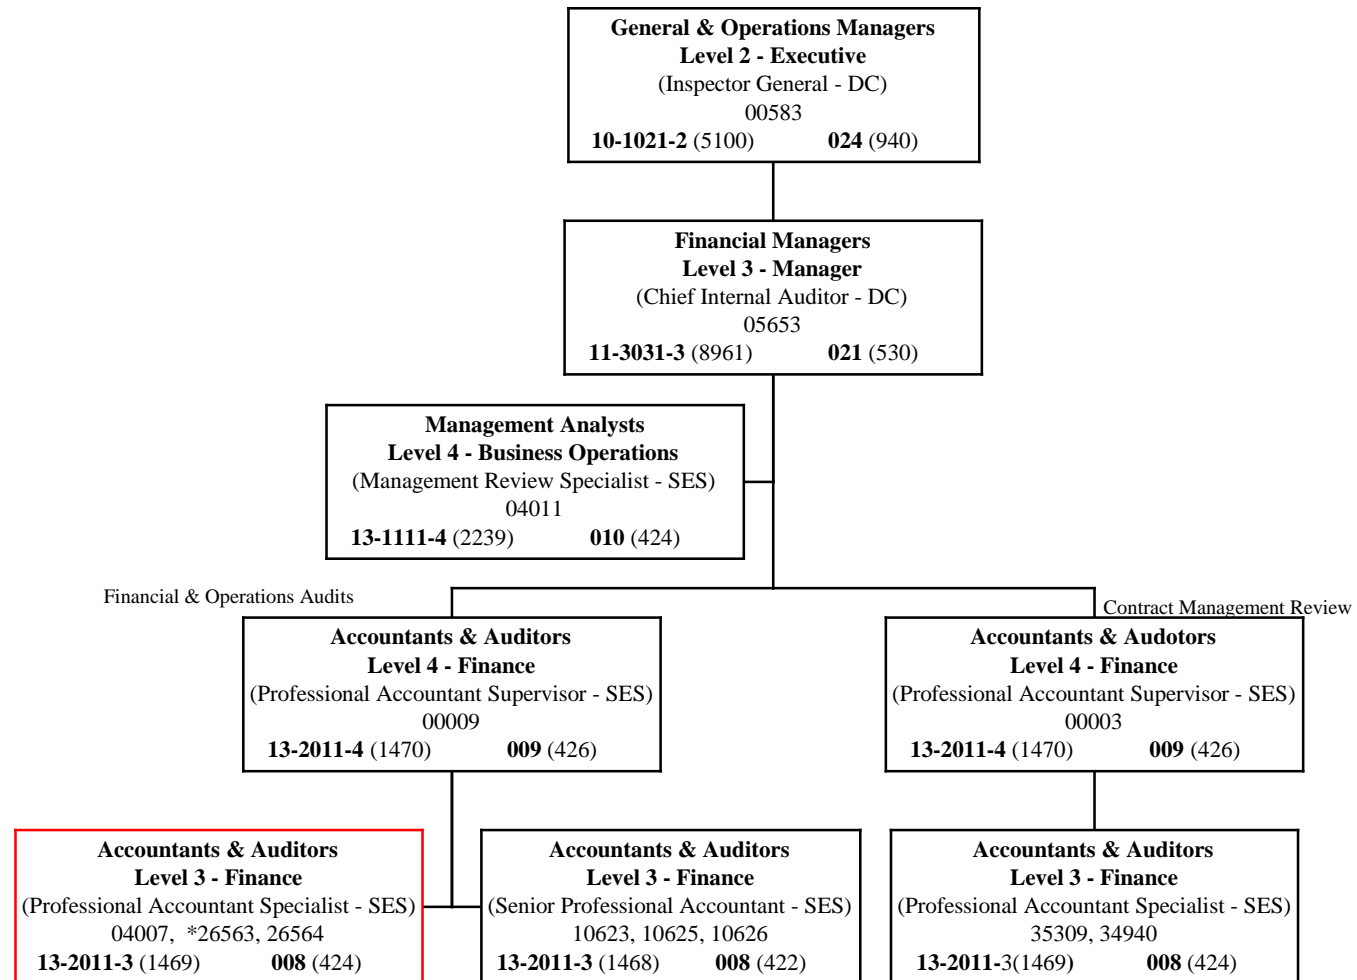 General & Operations Managers
Level 2 - Executive
(Inspector General - DC)
00583
10-1021-2 (5100) 024 (940)
Financial Managers
Level 3 - Manager
(Chief Internal Auditor - DC)
05653
11-3031-3 (8961) 021 (530)
Management Analysts
Level 4 - Business Operations
(Management Review Specialist - SES)
04011
13-1111-4 (2239) 010 (424)
Financial & Operations Audits
Accountants & Auditors
Level 4 - Finance
(Professional Accountant Supervisor - SES)
00009
13-2011-4 (1470) 009 (426)
Contract Management Review
Accountants & Audotors
Level 4 - Finance
(Professional Accountant Supervisor - SES)
00003
13-2011-4 (1470) 009 (426)
Accountants & Auditors
Level 3 - Finance
(Professional Accountant Specialist - SES)
04007, *26563, 26564
13-2011-3 (1469) 008 (424)
Accountants & Auditors
Level 3 - Finance
(Senior Professional Accountant - SES)
10623, 10625, 10626
13-2011-3 (1468) 008 (422)
Accountants & Auditors
Level 3 - Finance
(Professional Accountant Specialist - SES)
35309, 34940
13-2011-3(1469) 008 (424)